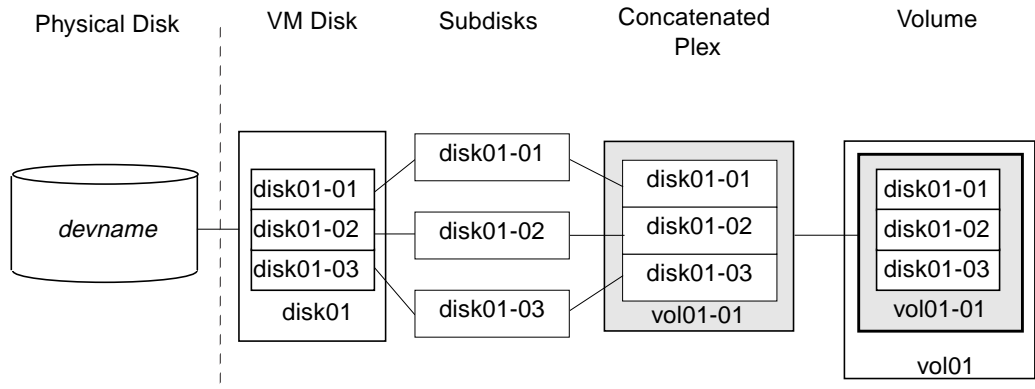 Physical Disk
VM Disk
Subdisks
Concatenated
Plex
Volume
devname
disk01-01
disk01-02
disk01-03
disk01
disk01-01
disk01-02
disk01-03
disk01-01
disk01-02
disk01-03
vol01-01
disk01-01
disk01-02
disk01-03
vol01-01
vol01